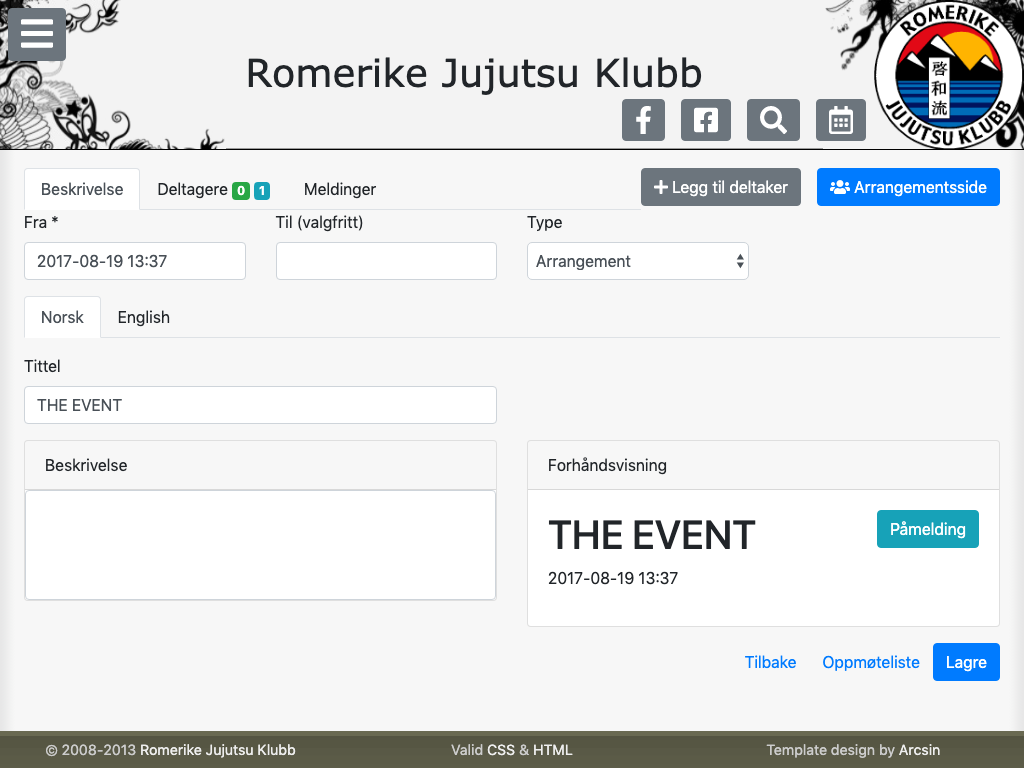 Romerike Jujutsu Klubb
ROMERIKE
啓和流
JUJUTSU KLUBB
Beskrivelse
Deltagere 0 1
Meldinger
Legg til deltaker
Arrangementsside
Fra *
Til (valgfritt)
Type
2017-08-19 13:37
Arrangement
Norsk
English
Tittel
THE EVENT
Beskrivelse
Forhåndsvisning
THE EVENT
Påmelding
2017-08-19 13:37
Tilbake
Oppmøteliste
Lagre
© 2008-2013 Romerike Jujutsu Klubb
Valid CSS & HTML
Template design by Arcsin